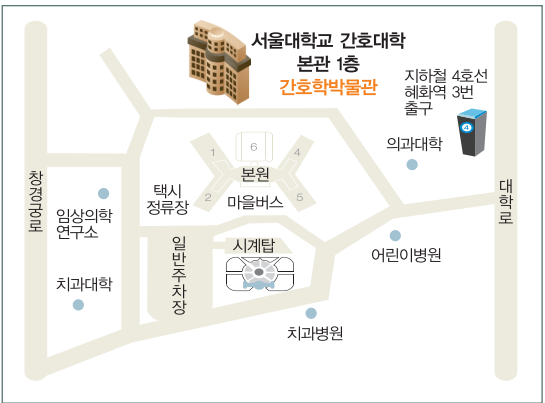 서울대학교 간호대학
본관 1층
간호학박물관
지하철 4호선
혜화역 3번
출구
4
의과대학
1
6
4
본원
2
마을버스
5
택시
정류장
창경궁로
대학로
임상의학
연구소
일반주차장
시계탑
어린이병원
치과대학
치과병원